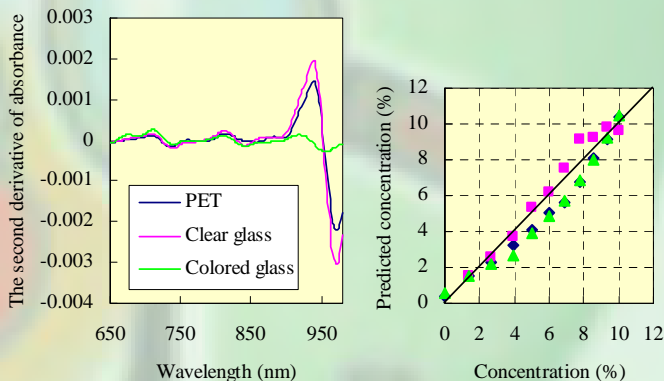 The second derivative of absorbance
0.003
0.002
0.001
0
-0.001
-0.002
-0.003
-0.004
PET
Clear glass
Colored glass
650 750 850 950
Wavelength (nm)
Predicted concentration (%)
12
10
8
6
4
2
0
0 2 4 6 8 10 12
Concentration (%)